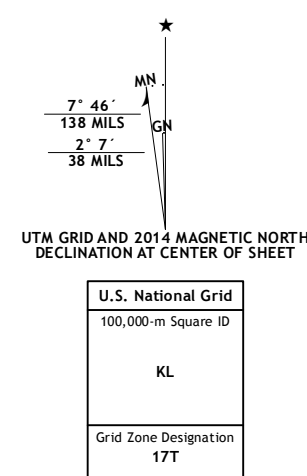 ★
MN
7° 46´
138 MILS
GN
2° 7´
38 MILS
UTM GRID AND 2014 MAGNETIC NORTH
DECLINATION AT CENTER OF SHEET
U.S. National Grid
100,000-m Square ID
KL
Grid Zone Designation
17T